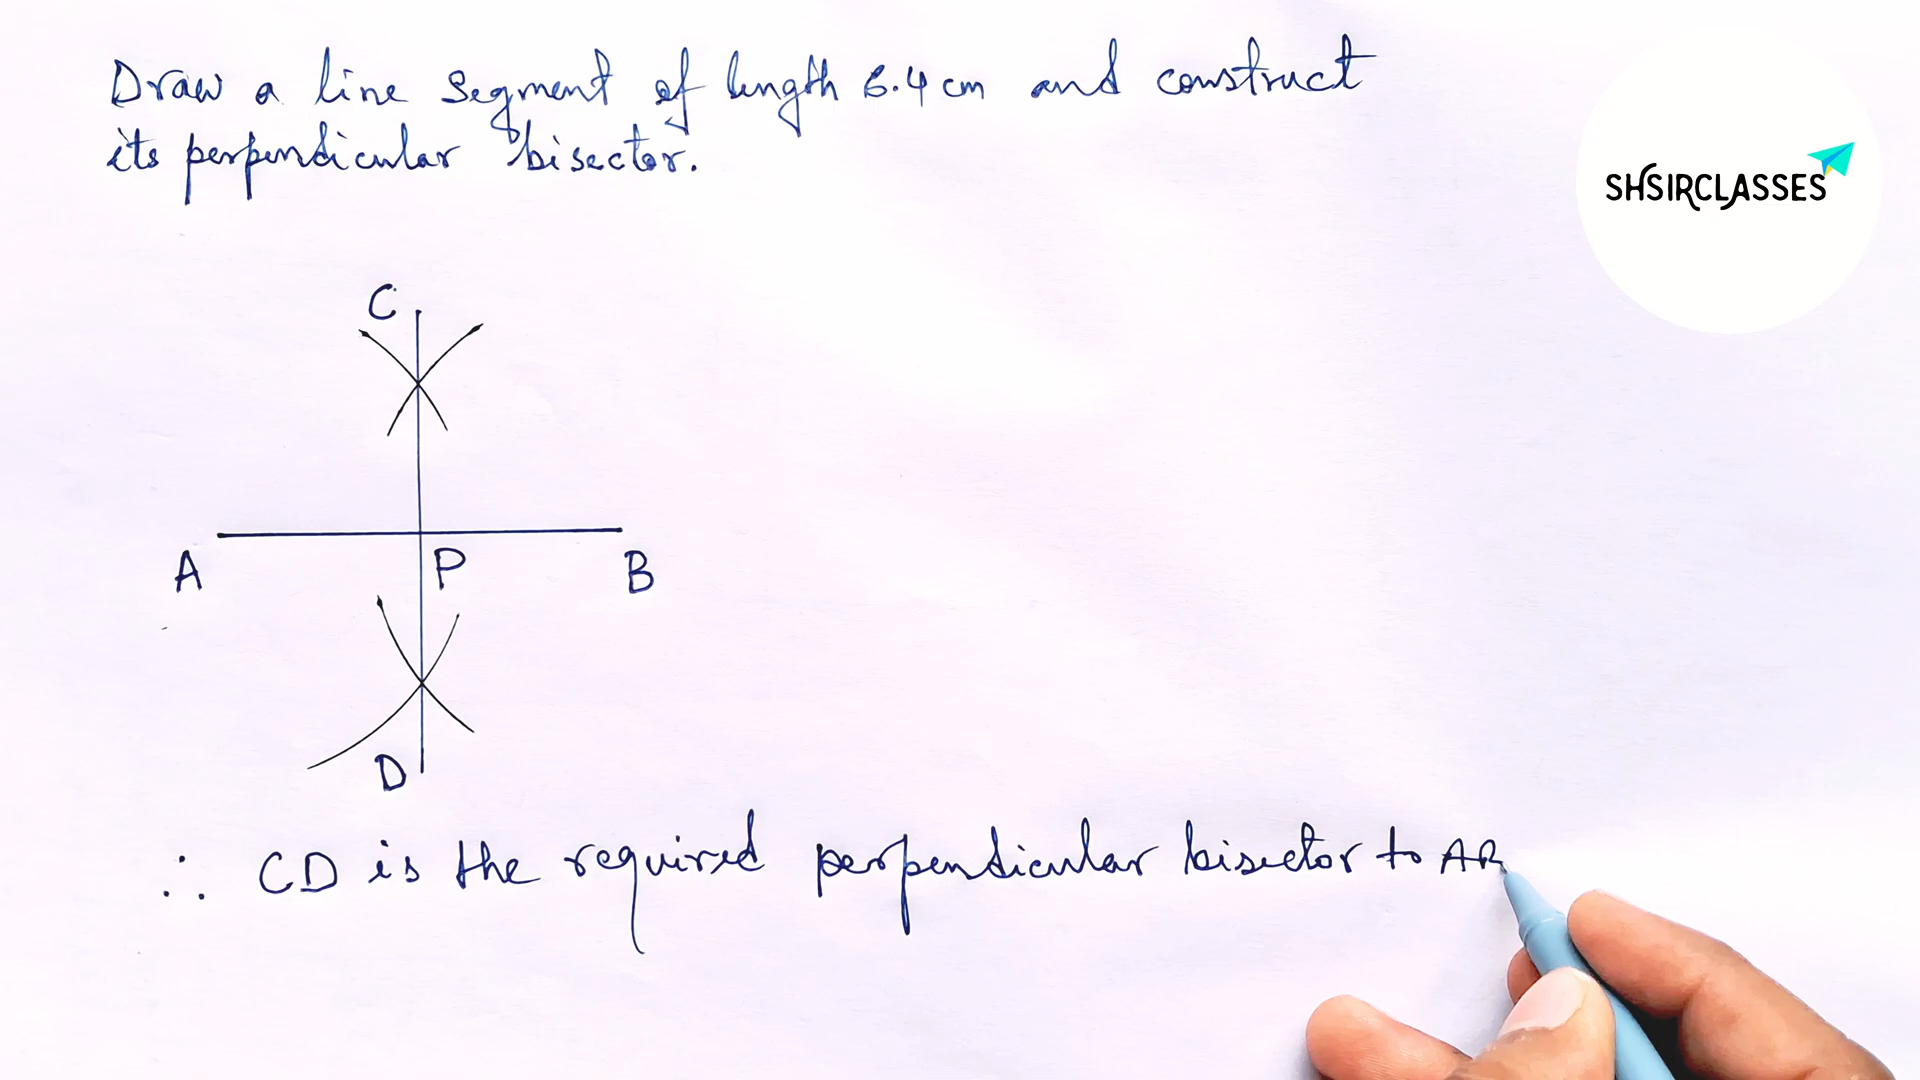 Draw a line segment of length 6.4 cm and construct
its perpendicular bisector.
SHSIRCLASSES
C
A
P
B
D
∴ CD is the required perpendicular bisector to AB